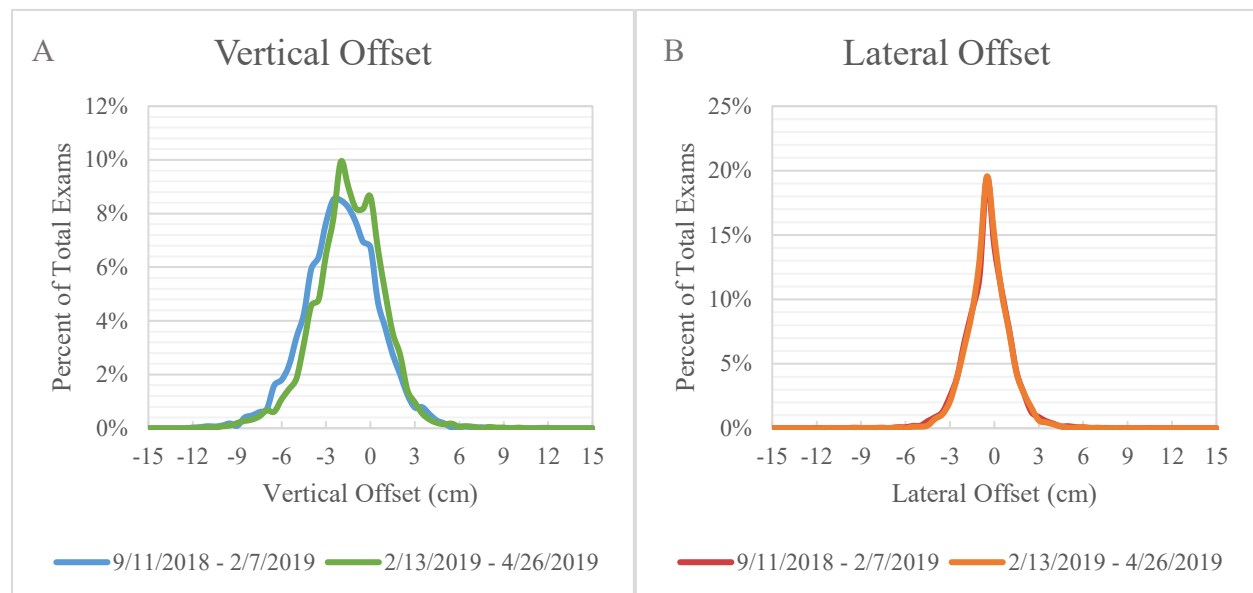 A
Vertical Offset
12%
10%
8%
6%
4%
2%
0%
Percent of Total Exams
-15 -12 -9 -6 -3 0 3 6 9 12 15
Vertical Offset (cm)
9/11/2018 - 2/7/2019 2/13/2019 - 4/26/2019
B
Lateral Offset
25%
20%
15%
10%
5%
0%
Percent of Total Exams
-15 -12 -9 -6 -3 0 3 6 9 12 15
Lateral Offset (cm)
9/11/2018 - 2/7/2019 2/13/2019 - 4/26/2019